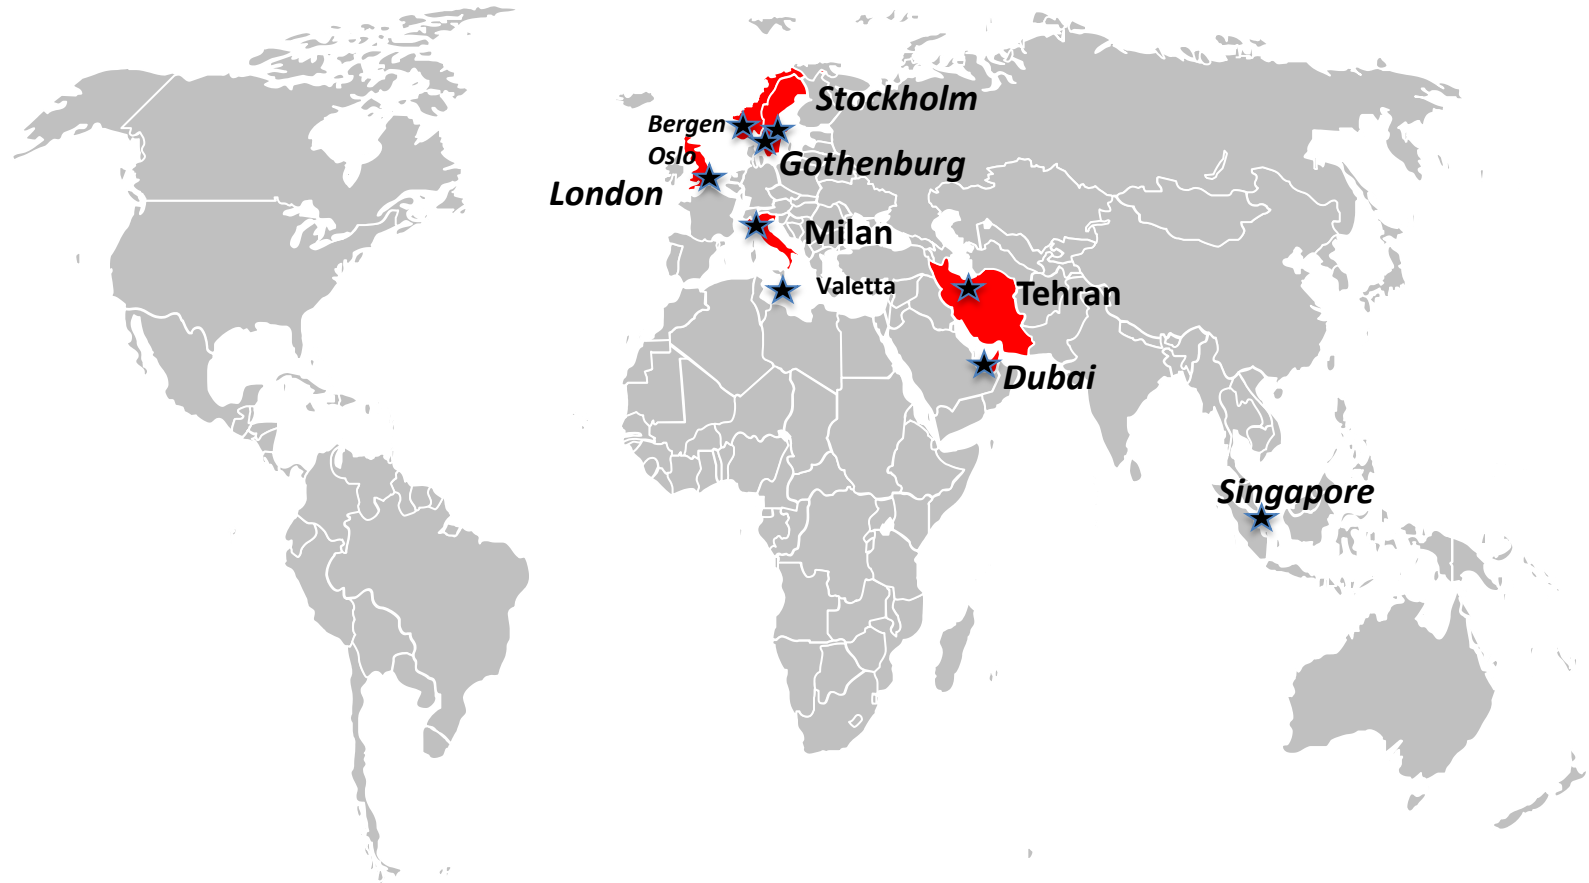 Stockholm
Bergen
Oslo
Gothenburg
London
Milan
Valetta
Tehran
Dubai
Singapore